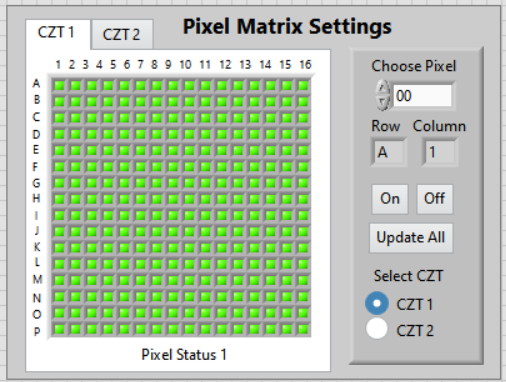 CZT 1
CZT 2
Pixel Matrix Settings
1 2 3 4 5 6 7 8 9 10 11 12 13 14 15 16
A
B
C
D
E
F
G
H
I
J
K
L
M
N
O
P
Pixel Status 1
Choose Pixel
00
Row Column
A 1
On Off
Update All
Select CZT
CZT 1
CZT 2